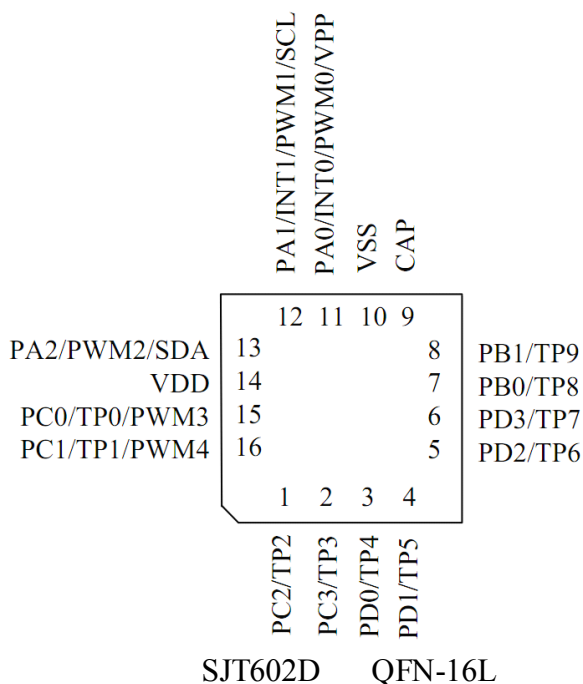 PA1/INT1/PWM1/SCL
PA0/INT0/PWM0/VPP
VSS
CAP
12 11 10 9
PA2/PWM2/SDA 13 8 PB1/TP9
VDD 14 7 PB0/TP8
PC0/TP0/PWM3 15 6 PD3/TP7
PC1/TP1/PWM4 16 5 PD2/TP6
1 2 3 4
PC2/TP2
PC3/TP3
PD0/TP4
PD1/TP5
SJT602D QFN-16L